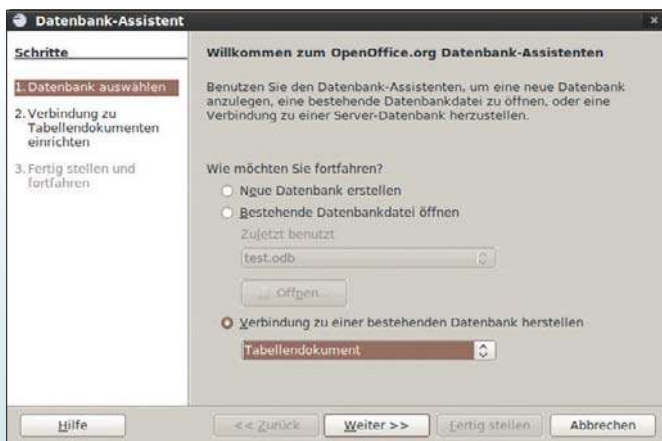 Datenbank-Assistent
Schritte
1. Datenbank auswählen
2. Verbindung zu
Tabellendokumenten
einrichten
3. Fertig stellen und
fortfahren
Willkommen zum OpenOffice.org Datenbank-Assistenten
Benutzen Sie den Datenbank-Assistenten, um eine neue Datenbank
anzulegen, eine bestehende Datenbankdatei zu öffnen, oder eine
Verbindung zu einer Server-Datenbank herzustellen.
Wie möchten Sie fortfahren?
Neue Datenbank erstellen
Bestehende Datenbankdatei öffnen
Zuletzt benutzt
test.odb
Öffnen...
Verbindung zu einer bestehenden Datenbank herstellen
Tabellendokument
Hilfe
<< Zurück
Weiter >>
Fertig stellen
Abbrechen